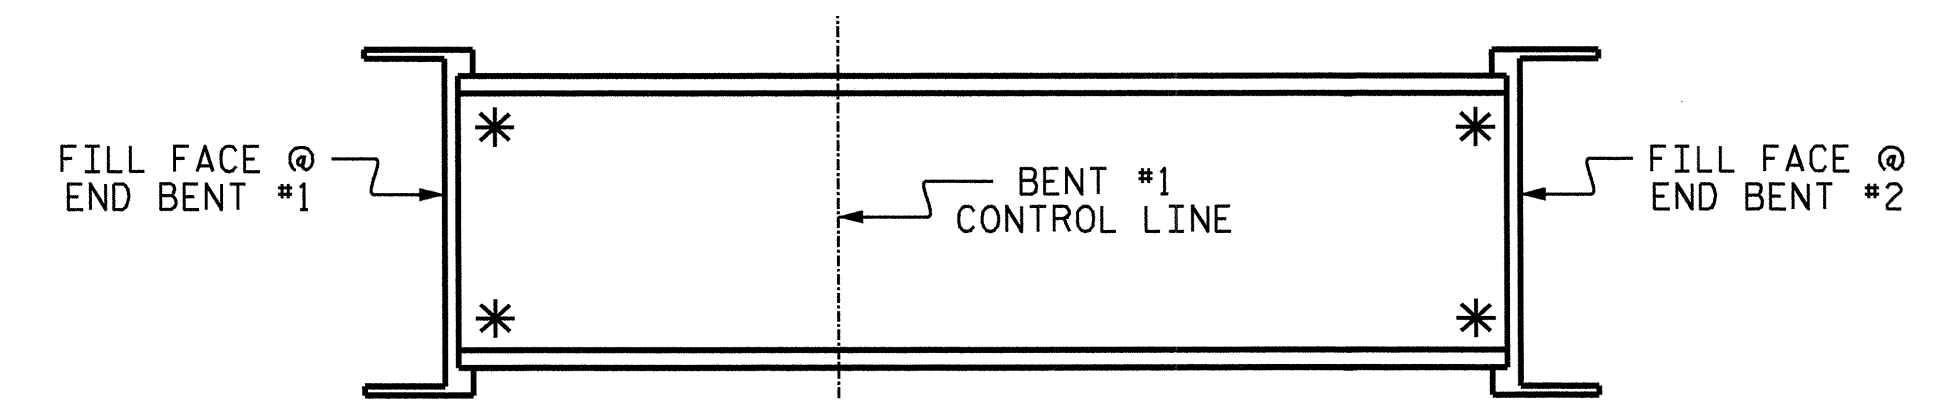 FILL FACE @
END BENT #1
BENT #1
CONTROL LINE
FILL FACE @
END BENT #2